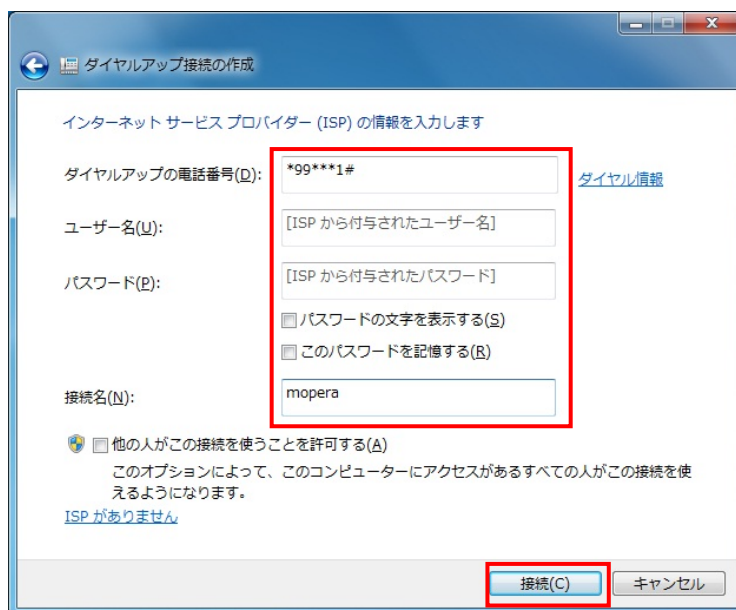 ダイヤルアップ接続の作成
インターネット サービス プロバイダー (ISP) の情報を入力します
ダイヤルアップの電話番号(D): *99***1# ダイヤル情報
ユーザー名(U): [ISP から付与されたユーザー名]
パスワード(P): [ISP から付与されたパスワード]
パスワードの文字を表示する(S)
このパスワードを記憶する(R)
接続名(N): mopera
他の人がこの接続を使うことを許可する(A)
このオプションによって、このコンピューターにアクセスがあるすべての人がこの接続を使
えるようになります。
ISP がありません
接続(C) キャンセル